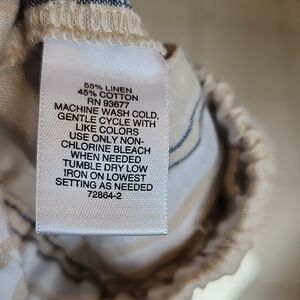 55% LINEN
45% COTTON
RN 93677
MACHINE WASH COLD,
GENTLE CYCLE WITH
LIKE COLORS
USE ONLY NON-
CHLORINE BLEACH
WHEN NEEDED
TUMBLE DRY LOW
IRON ON LOWEST
SETTING AS NEEDED
72864-2